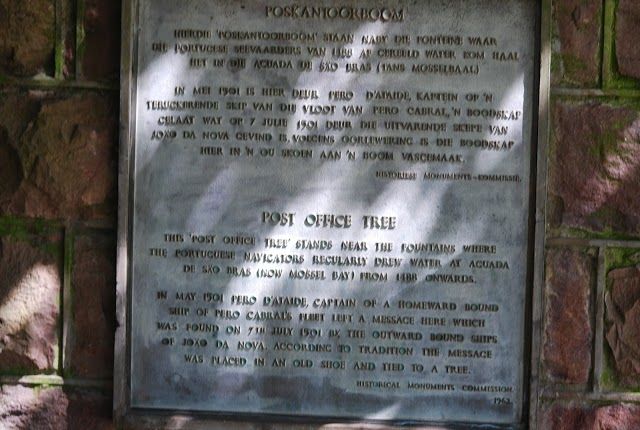 POSKANTOORBOOM
HIERDIE 'POSKANTOORBOOM' STAAN NABY DIE FONTEINE WAAR
DIE PORTUGESE SEEVAARDERS VAN 1488 AF GEREELD WATER KOM HAAL
HET IN DIE AGUADA DE SÃO BRAS (TANS MOSSELBAAI.)
IN MEI 1501 IS HIER DEUR PERO D'ATAIDE, KAPTEIN OP 'N
TERUGKERENDE SKIP VAN DIE VLOOT VAN PERO CABRAL, 'N BOODSKAP
GELAAT WAT OP 7 JULIE 1501 DEUR DIE UITVARENDE SKEPE VAN
JOÃO DA NOVA GEVIND IS. VOLGENS OORLEWERING IS DIE BOODSKAP
HIER IN 'N OU SKOEN AAN 'N BOOM VASGEMAAK.
HISTORIESE MONUMENTE-KOMMISSIE.
POST OFFICE TREE
THIS 'POST OFFICE TREE' STANDS NEAR THE FOUNTAINS WHERE
THE PORTUGUESE NAVIGATORS REGULARLY DREW WATER AT AGUADA
DE SÃO BRAS (NOW MOSSEL BAY) FROM 1488 ONWARDS.
IN MAY 1501 PERO D'ATAIDE, CAPTAIN OF A HOMEWARD BOUND
SHIP OF PERO CABRAL'S FLEET LEFT A MESSAGE HERE WHICH
WAS FOUND ON 7TH JULY 1501 BY THE OUTWARD BOUND SHIPS
OF JOÃO DA NOVA. ACCORDING TO TRADITION THE MESSAGE
WAS PLACED IN AN OLD SHOE AND TIED TO A TREE.
HISTORICAL MONUMENTS COMMISSION.
1962.